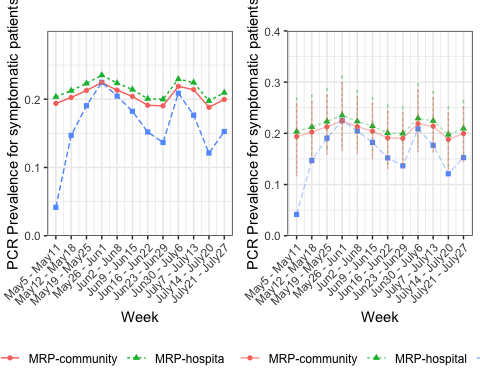 PCR Prevalence for symptomatic patients
0.2
0.1
0.0
May5 - May11
May12 - May18
May19 - May25
May26 - Jun1
Jun2 - Jun8
Jun9 - Jun15
Jun16 - Jun22
Jun23 - Jun29
Jun30 - July6
July7 - July13
July14 - July20
July21 - July27
Week
PCR Prevalence for symptomatic patients
0.4
0.3
0.2
0.1
0.0
May5 - May11
May12 - May18
May19 - May25
May26 - Jun1
Jun2 - Jun8
Jun9 - Jun15
Jun16 - Jun22
Jun23 - Jun29
Jun30 - July6
July7 - July13
July14 - July20
July21 - July27
Week
MRP-community MRP-hospita
MRP-community MRP-hospital